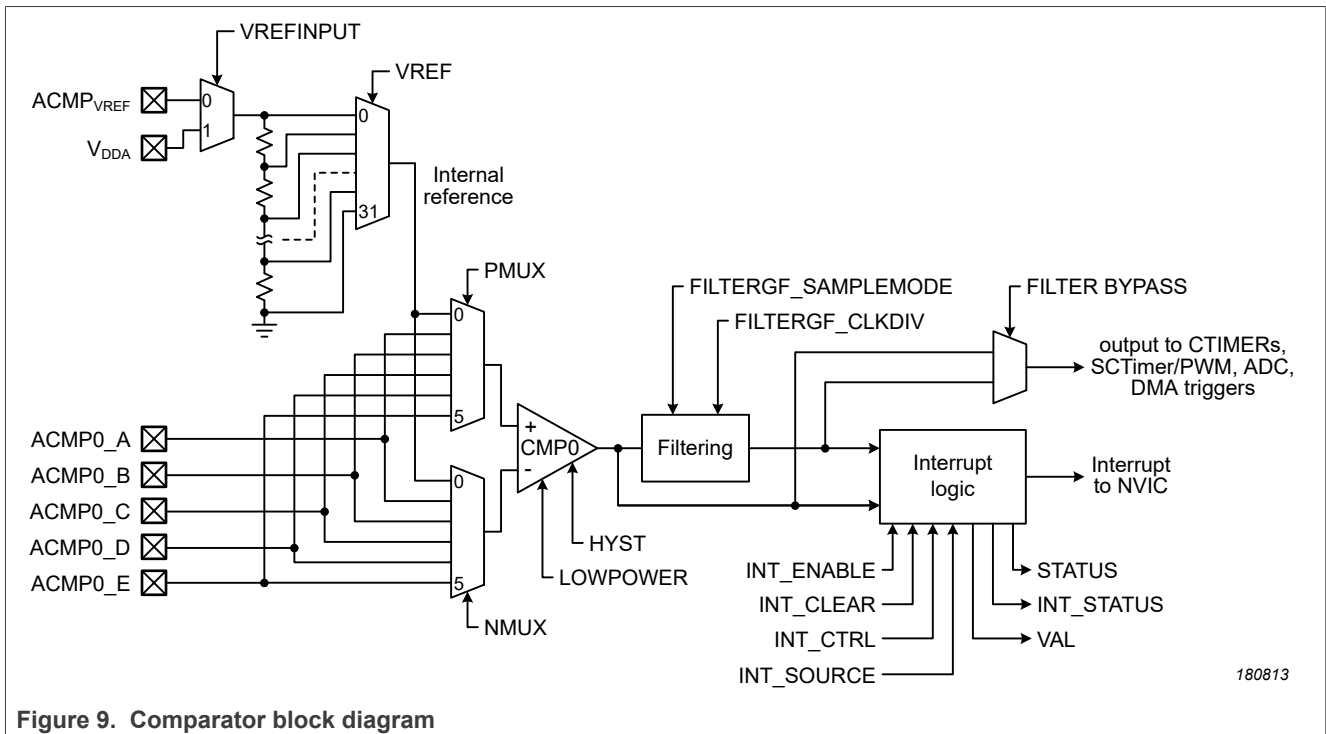 VREFINPUT
VREF
ACMPVREF
0
VDDA
1
0
Internal
reference
31
PMUX
0
5
FILTERGF_SAMPLEMODE
FILTERGF_CLKDIV
FILTER BYPASS
output to CTIMERs,
SCTimer/PWM, ADC,
DMA triggers
ACMP0_A
ACMP0_B
ACMP0_C
ACMP0_D
ACMP0_E
+
CMP0
-
Filtering
Interrupt
logic
Interrupt
to NVIC
0
5
HYST
LOWPOWER
NMUX
INT_ENABLE
INT_CLEAR
INT_CTRL
INT_SOURCE
STATUS
INT_STATUS
VAL
180813
Figure 9. Comparator block diagram